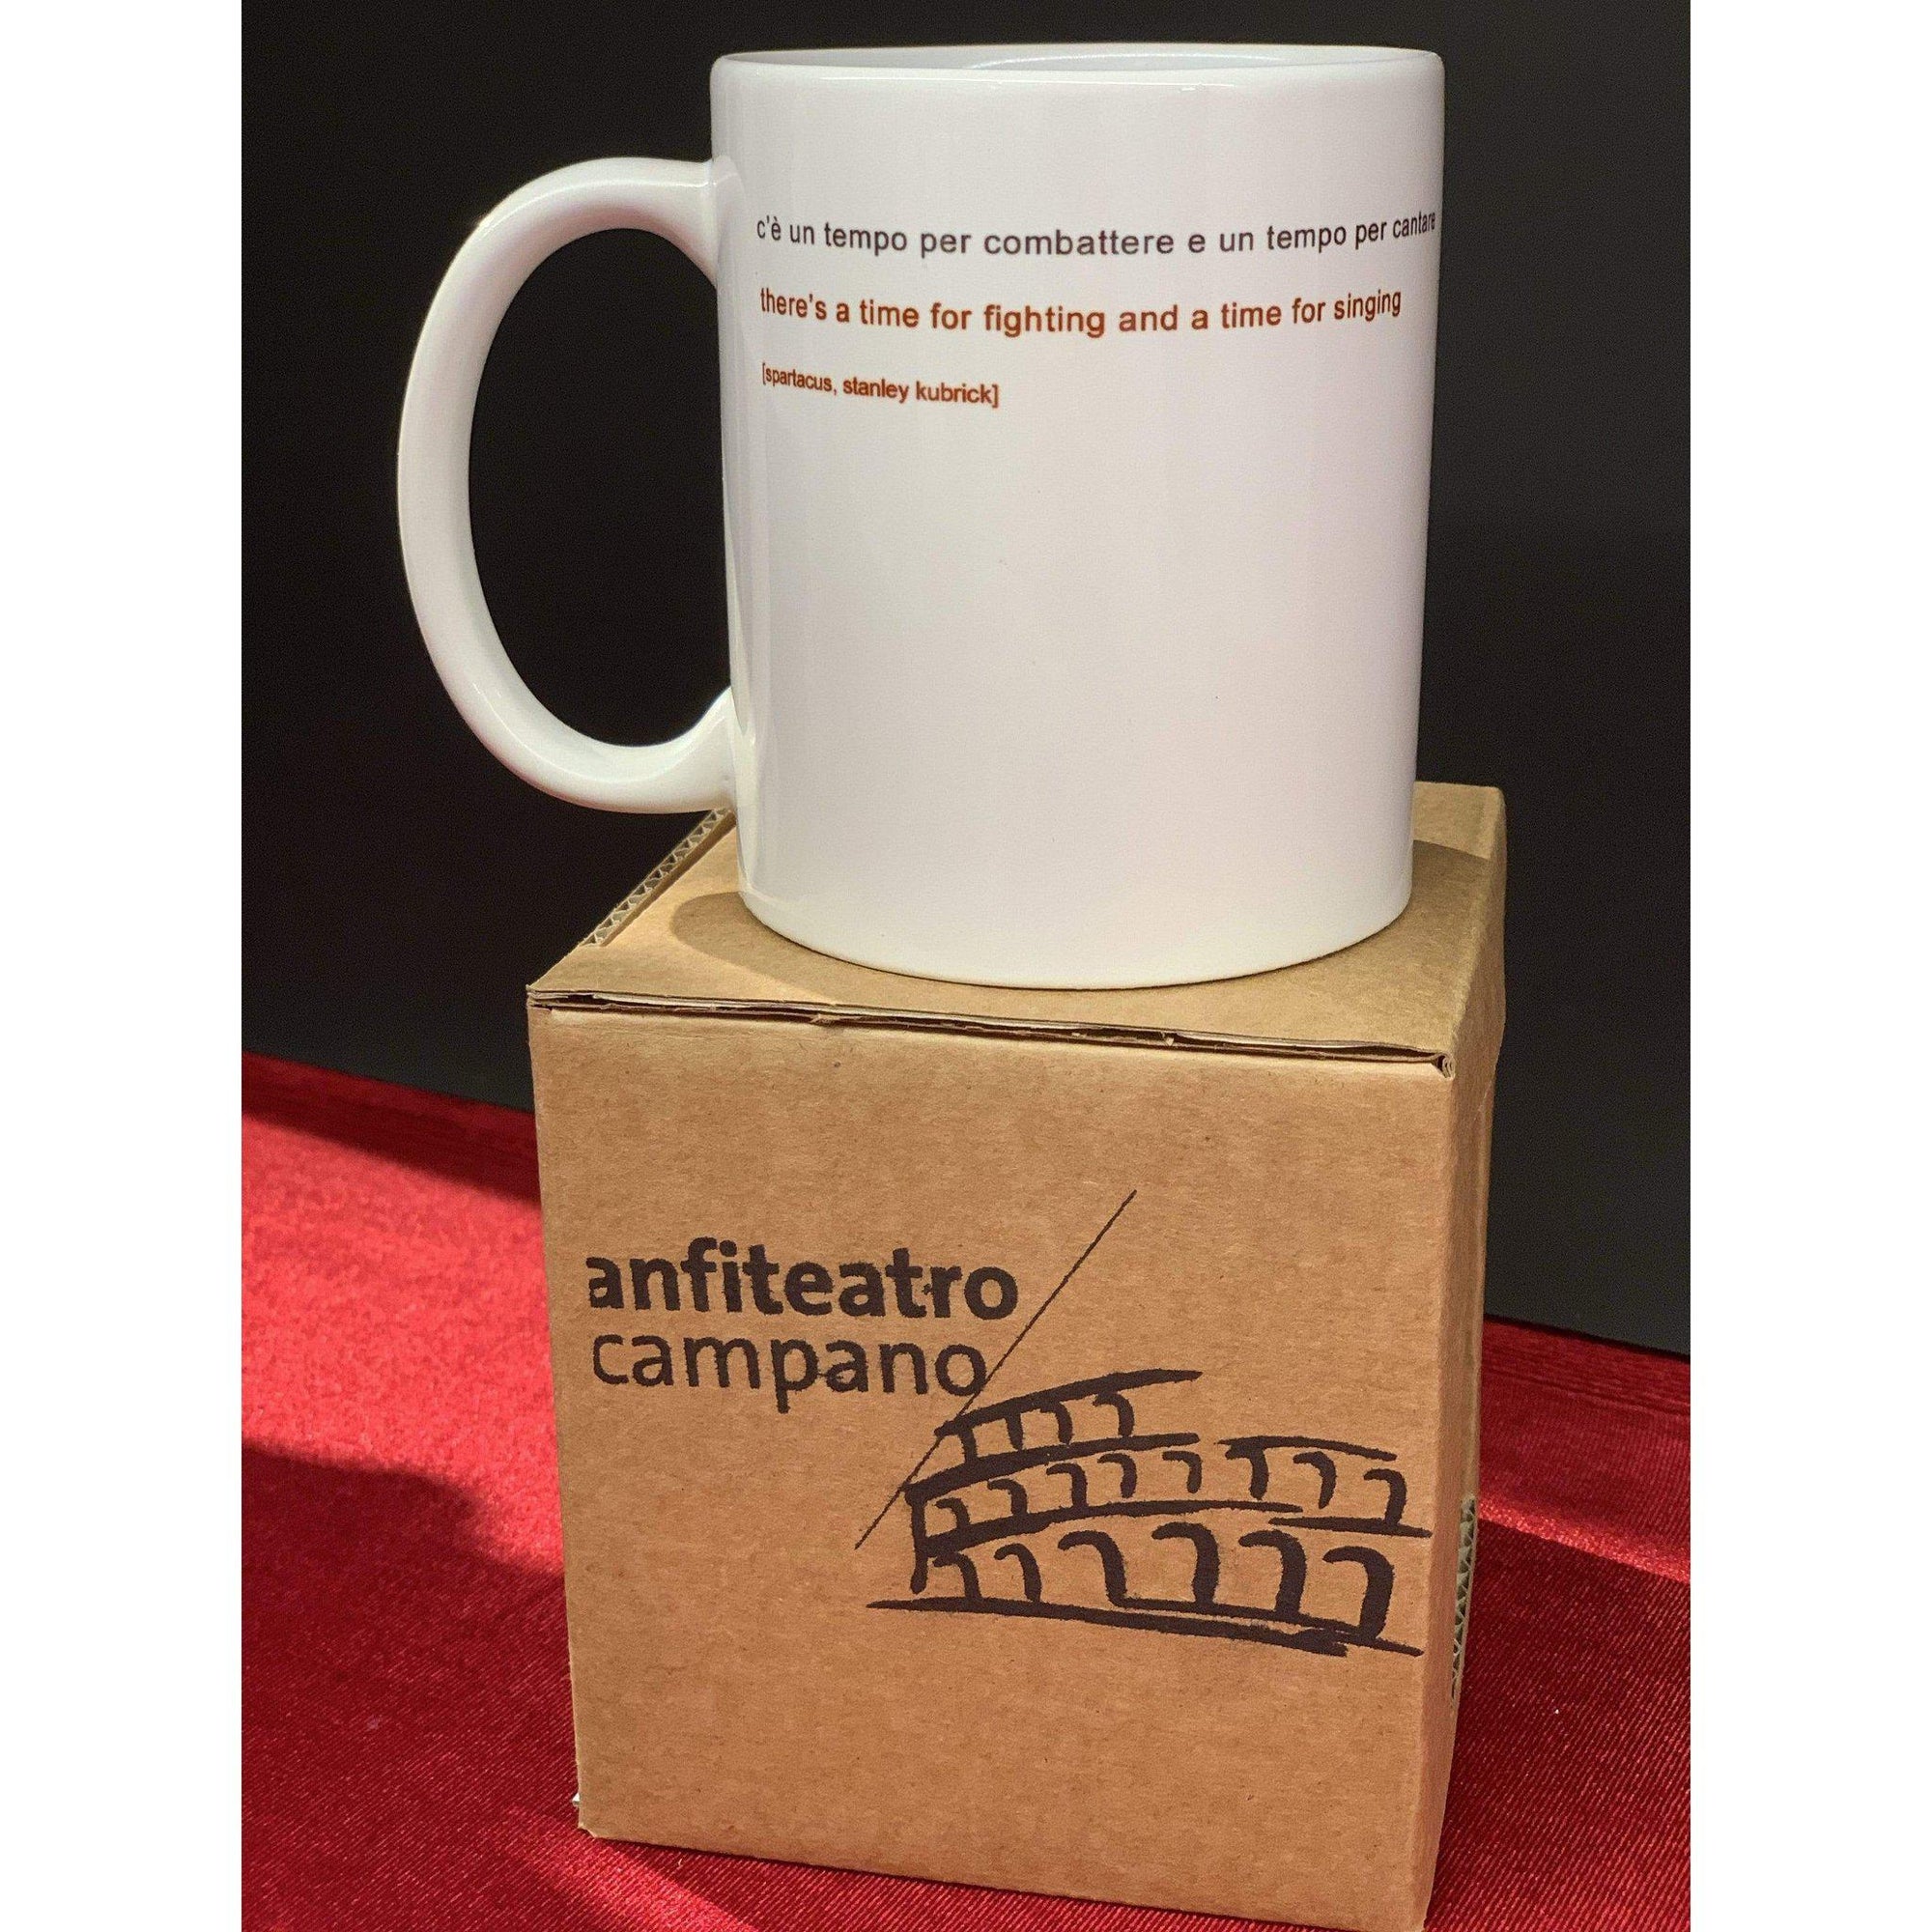 c'è un tempo per combattere e un tempo per cantare
there's a time for fighting and a time for singing
[spartacus, stanley kubrick]
anfiteatro
campano